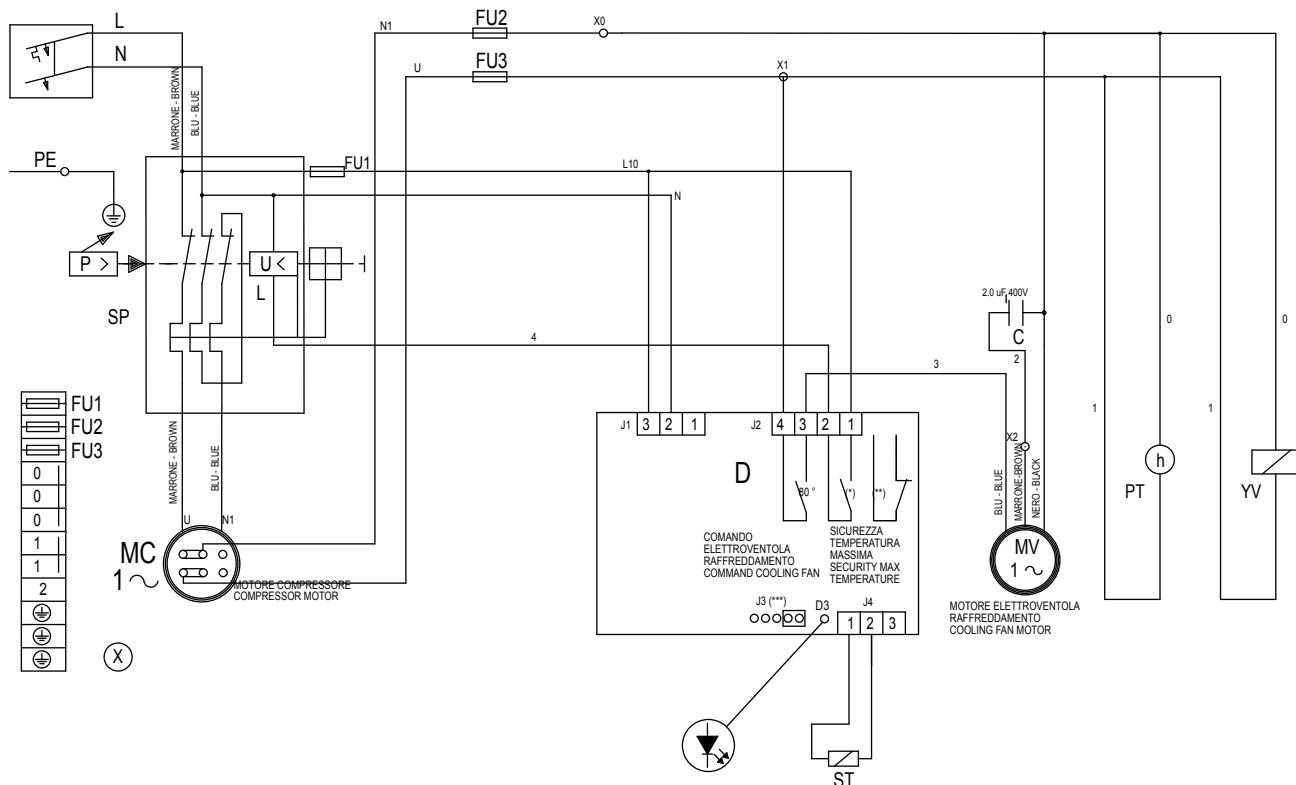 L
N
MARRONE - BROWN
BLU - BLUE
N1
FU2
X0
U
FU3
X1
PE
FU1
L10
N
P >
U <
L
SP
4
2.0 uF 400V
C
2
3
0
0
1
1
FU1
FU2
FU3
0
0
0
1
1
2
X
MARRONE - BROWN
BLU - BLUE
U
N1
MC
1 ~
MOTORE COMPRESSORE
COMPRESSOR MOTOR
J1
3 2 1
J2
4 3 2 1
D
80 °
(*)
(**)
COMANDO
ELETTROVENTOLA
RAFFREDDAMENTO
COMMAND COOLING FAN
SICUREZZA
TEMPERATURA
MASSIMA
SECURITY MAX
TEMPERATURE
J3 (***)
D3
J4
1 2 3
ST
X2
BLU - BLUE
MARRONE-BROWN
NERO - BLACK
MV
1 ~
MOTORE ELETTROVENTOLA
RAFFREDDAMENTO
COOLING FAN MOTOR
h
PT
YV